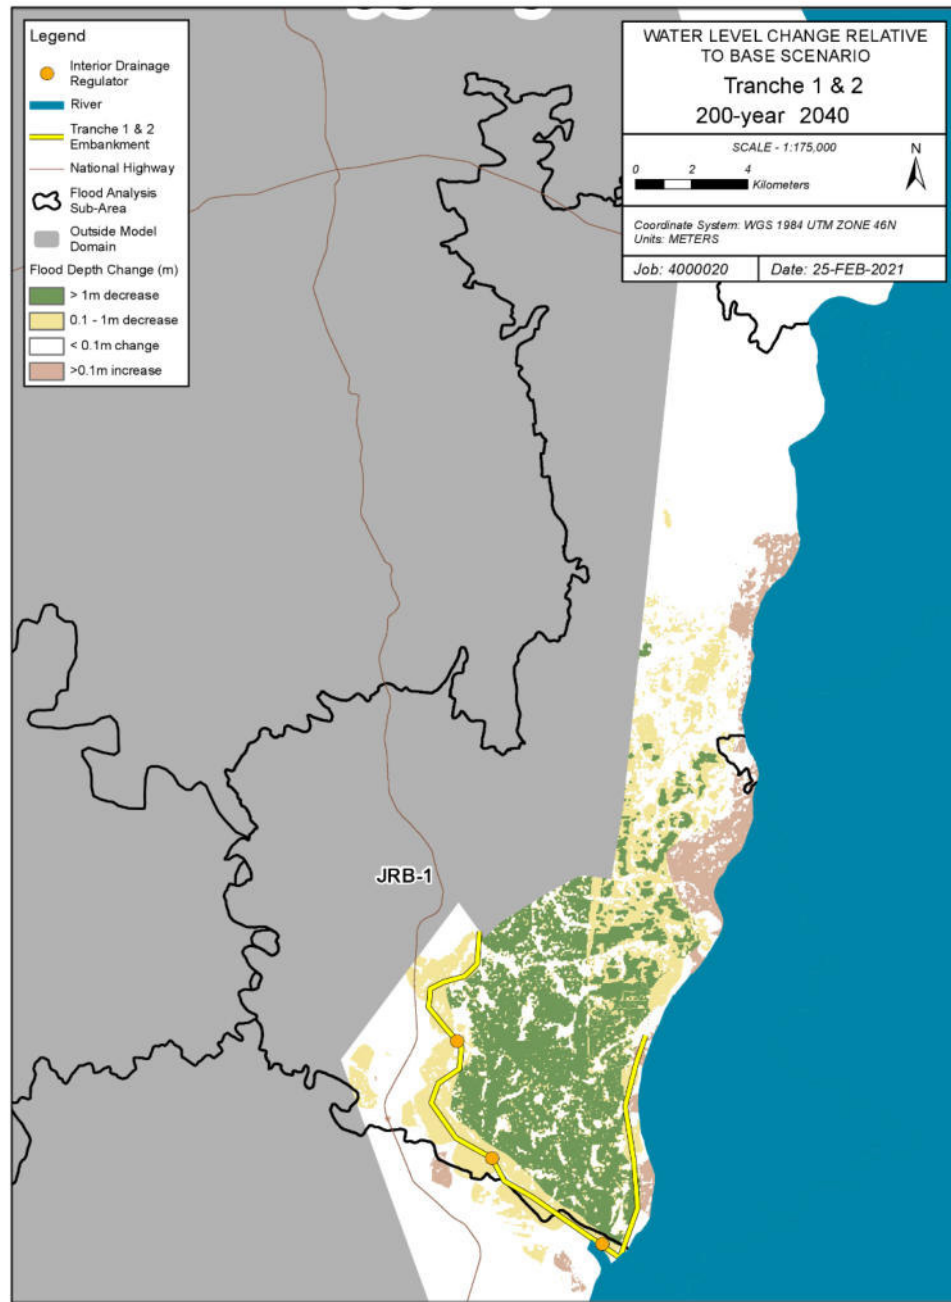 Legend
Interior Drainage
Regulator
River
Tranche 1 & 2
Embankment
National Highway
Flood Analysis
Sub-Area
Outside Model
Domain
Flood Depth Change (m)
> 1m decrease
0.1 - 1m decrease
< 0.1m change
>0.1m increase
WATER LEVEL CHANGE RELATIVE
TO BASE SCENARIO
Tranche 1 & 2
200-year 2040
SCALE - 1:175,000
N
0 2 4
Kilometers
Coordinate System: WGS 1984 UTM ZONE 46N
Units: METERS
Job: 4000020 Date: 25-FEB-2021
JRB-1